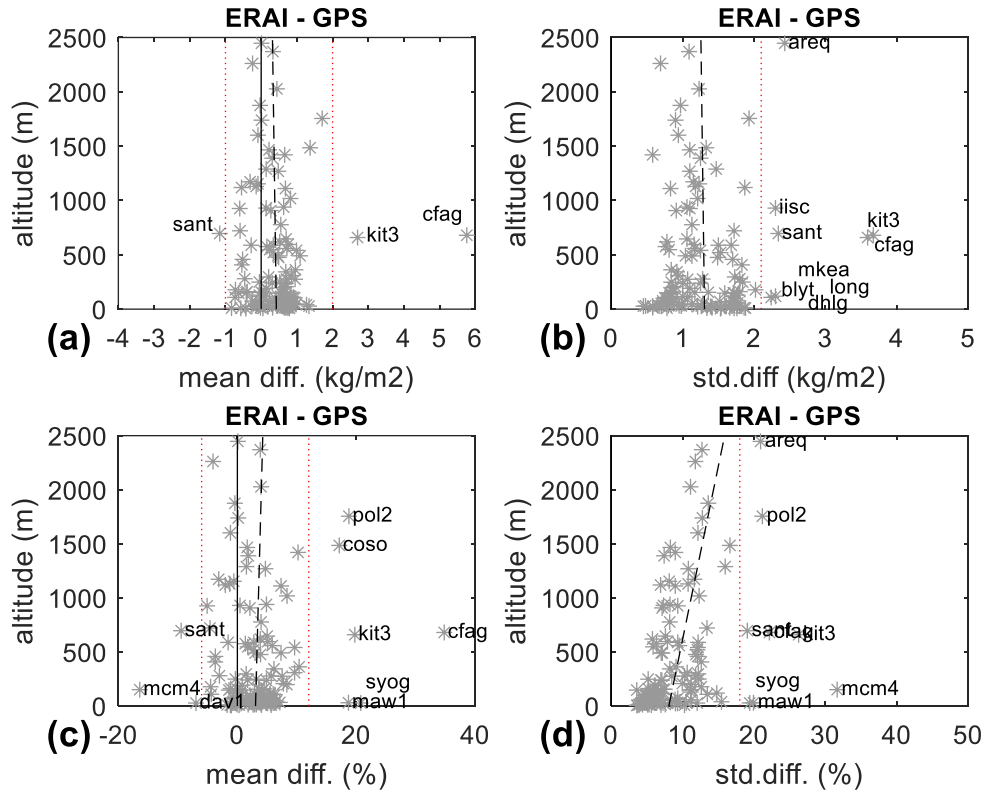 ERAI - GPS
2500
2000
1500
1000
500
0
altitude (m)
sant
kit3
cfag
-4 -3 -2 -1 0 1 2 3 4 5 6
mean diff. (kg/m2)
(a)
ERAI - GPS
2500
2000
1500
1000
500
0
altitude (m)
areq
iisc
sant
kit3
cfag
mkea
blyt
long
dhlg
0 1 2 3 4 5
std.diff (kg/m2)
(b)
ERAI - GPS
2500
2000
1500
1000
500
0
altitude (m)
pol2
coso
sant
kit3
cfag
mcm4
syog
dav1
maw1
-20 0 20 40
mean diff. (%)
(c)
ERAI - GPS
2500
2000
1500
1000
500
0
altitude (m)
areq
pol2
sant
cfag
kit3
syog
mcm4
maw1
0 10 20 30 40 50
std.diff. (%)
(d)